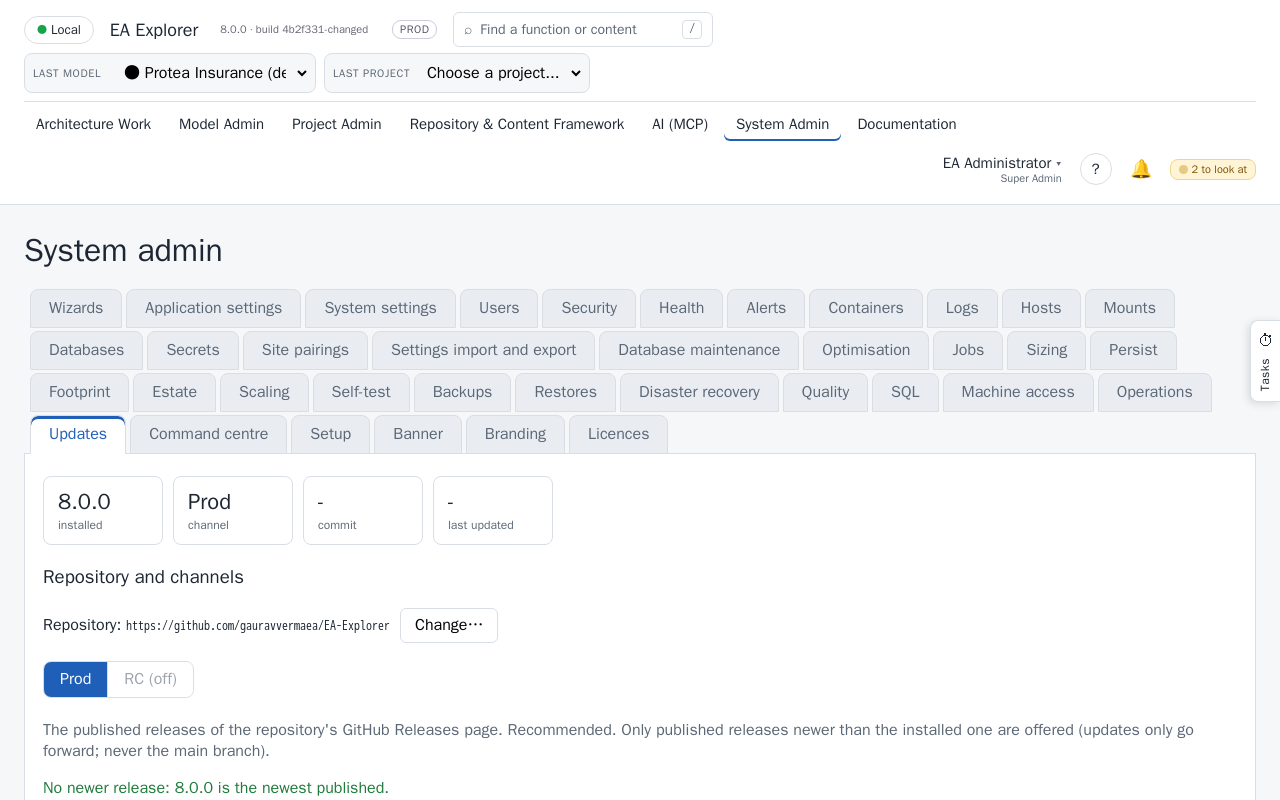 Local EA Explorer 8.0.0 · build 4b2f331-changed PROD ⌕ Find a function or content /
LAST MODEL ⬤ Protea Insurance (de LAST PROJECT Choose a project...
Architecture Work Model Admin Project Admin Repository & Content Framework AI (MCP) System Admin Documentation
EA Administrator ▾ ? 🔔 2 to look at
Super Admin
System admin
Wizards Application settings System settings Users Security Health Alerts Containers Logs Hosts Mounts
Databases Secrets Site pairings Settings import and export Database maintenance Optimisation Jobs Sizing Persist
Footprint Estate Scaling Self-test Backups Restores Disaster recovery Quality SQL Machine access Operations
Updates Command centre Setup Banner Branding Licences
Tasks ⏱
8.0.0 Prod - -
installed channel commit last updated
Repository and channels
Repository: https://github.com/gauravvermaea/EA-Explorer Change···
Prod RC (off)
The published releases of the repository's GitHub Releases page. Recommended. Only published releases newer than the installed one are offered (updates only go
forward; never the main branch).
No newer release: 8.0.0 is the newest published.